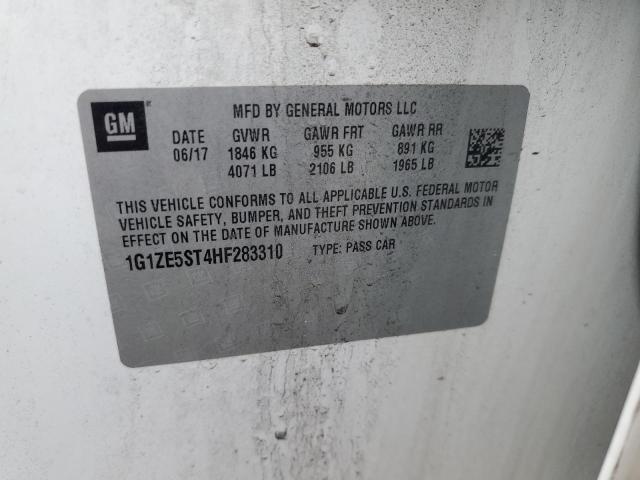 GM
MFD BY GENERAL MOTORS LLC
DATE GVWR GAWR FRT GAWR RR
06/17 1846 KG 955 KG 891 KG
4071 LB 2106 LB 1965 LB
THIS VEHICLE CONFORMS TO ALL APPLICABLE U.S. FEDERAL MOTOR
VEHICLE SAFETY, BUMPER, AND THEFT PREVENTION STANDARDS IN
EFFECT ON THE DATE OF MANUFACTURE SHOWN ABOVE.
1G1ZE5ST4HF283310 TYPE: PASS CAR